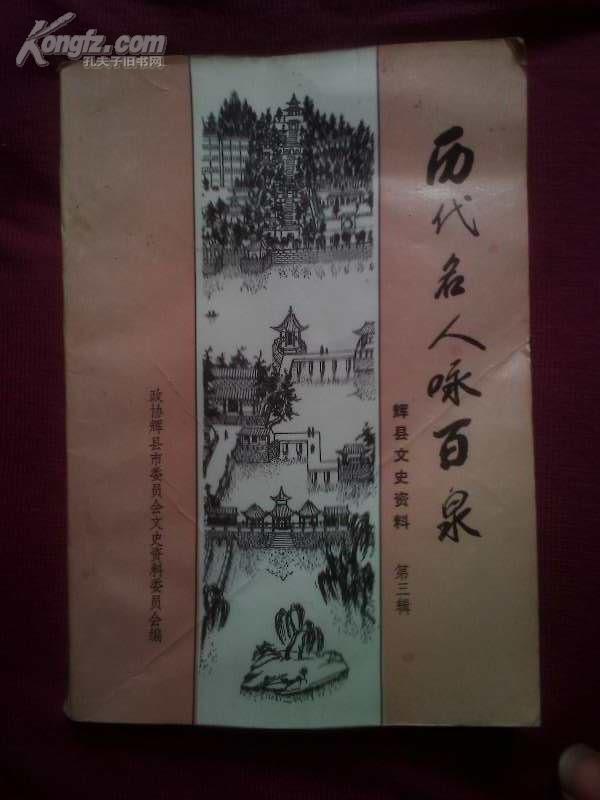 Kongfz.com
孔夫子旧书网
历代名人咏百泉
辉县文史资料 第三辑
政协辉县市委员会文史资料委员会编